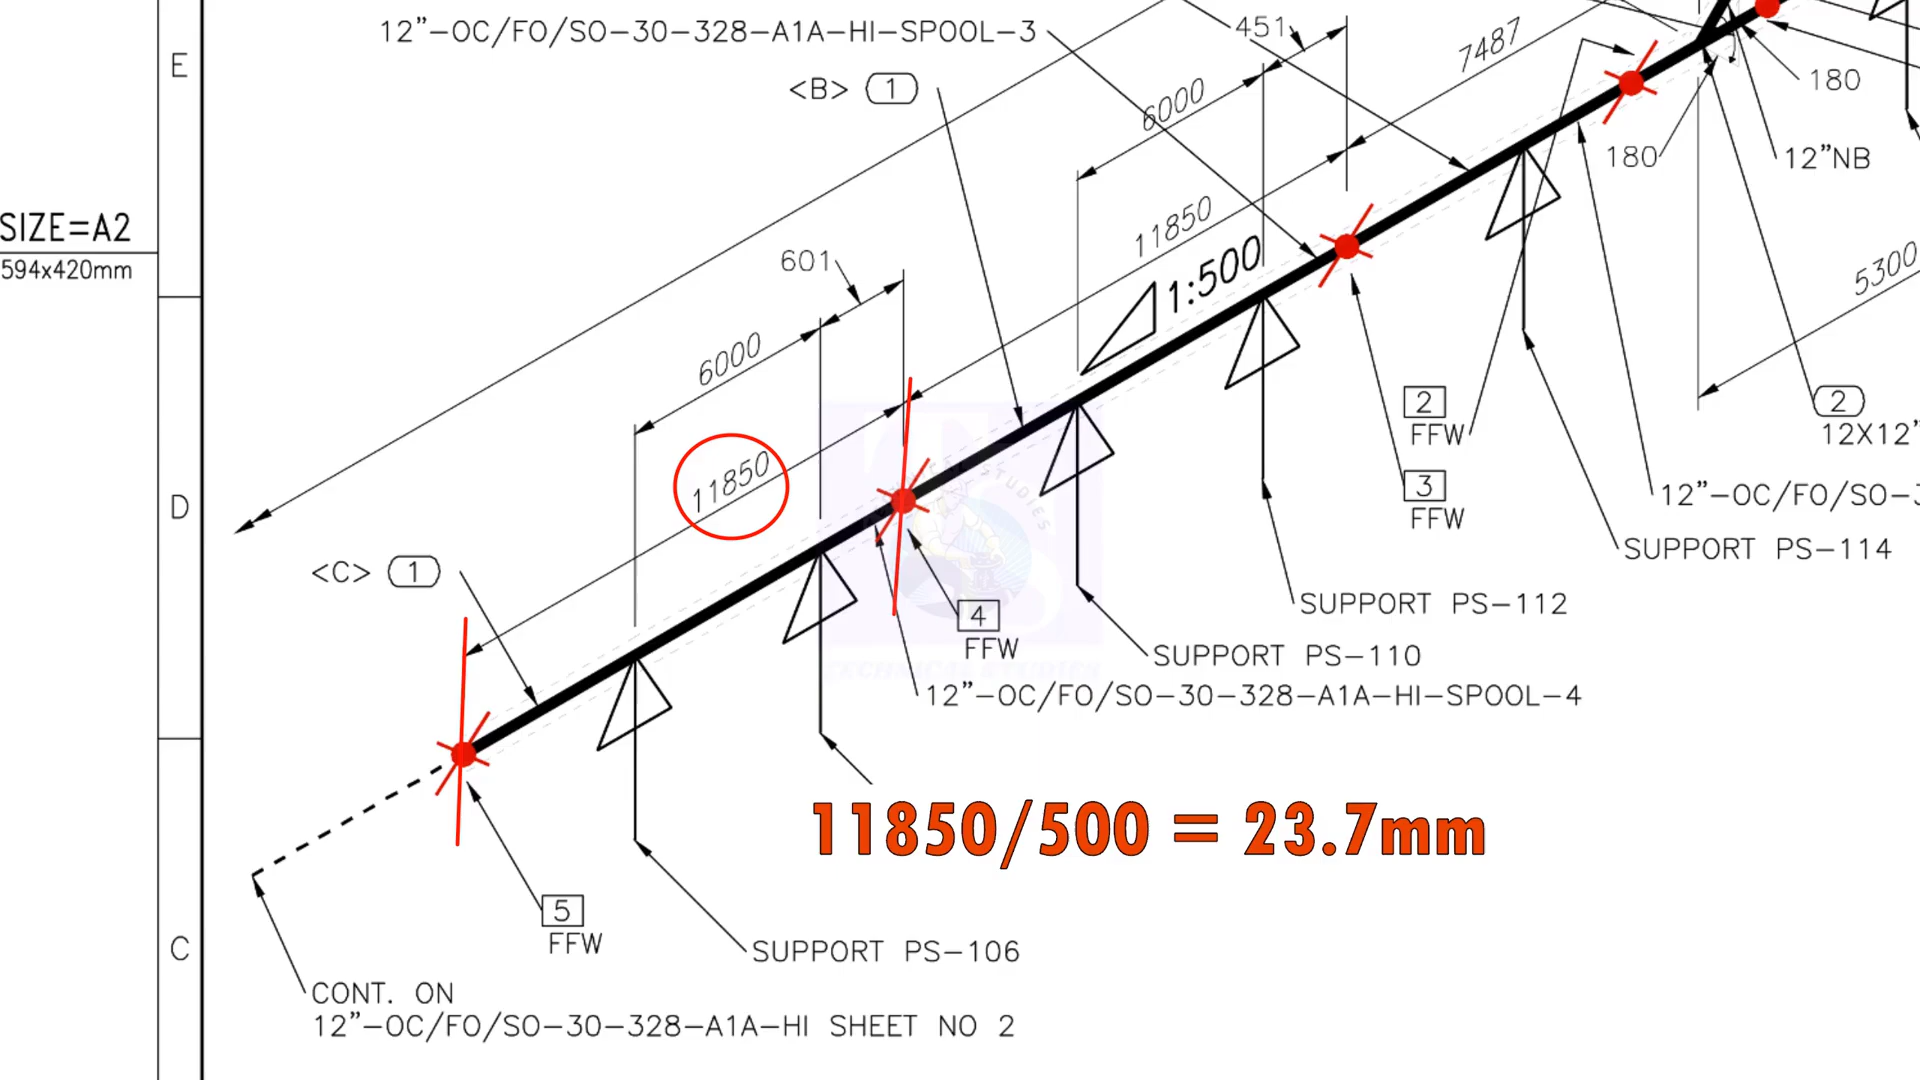 12”-OC/FO/SO-30-328-A1A-HI-SPOOL-3
451
7487
E
<B> 1
6000
180
180
12”NB
SIZE=A2
594x420mm
11850
1:500
601
5300
6000
2
FFW
2
12X12”
11850
3
FFW
12”-OC/FO/SO-3
D
SUPPORT PS-114
<C> 1
SUPPORT PS-112
4
FFW
SUPPORT PS-110
12”-OC/FO/SO-30-328-A1A-HI-SPOOL-4
TECHNICAL STUDIES
11850/500 = 23.7mm
5
FFW
C
SUPPORT PS-106
CONT. ON
12”-OC/FO/SO-30-328-A1A-HI SHEET NO 2